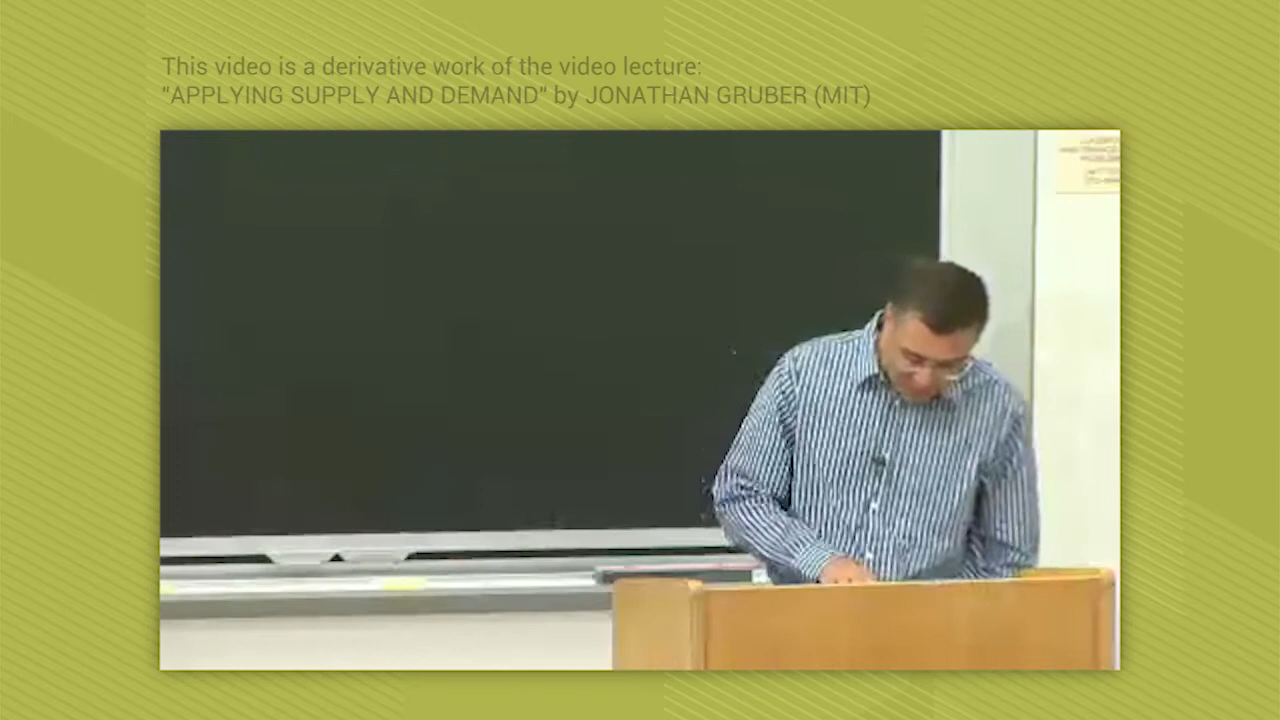 This video is a derivative work of the video lecture:
"APPLYING SUPPLY AND DEMAND" by JONATHAN GRUBER (MIT)